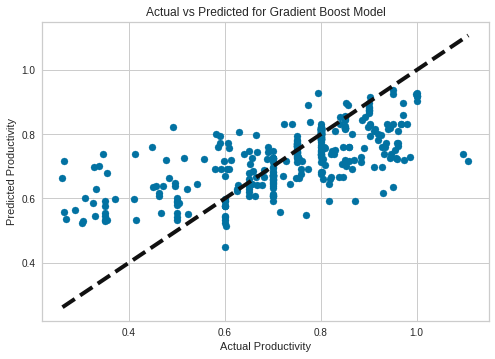 Actual vs Predicted for Gradient Boost Model
Predicted Productivity
1.0
0.8
0.6
0.4
0.4 0.6 0.8 1.0
Actual Productivity